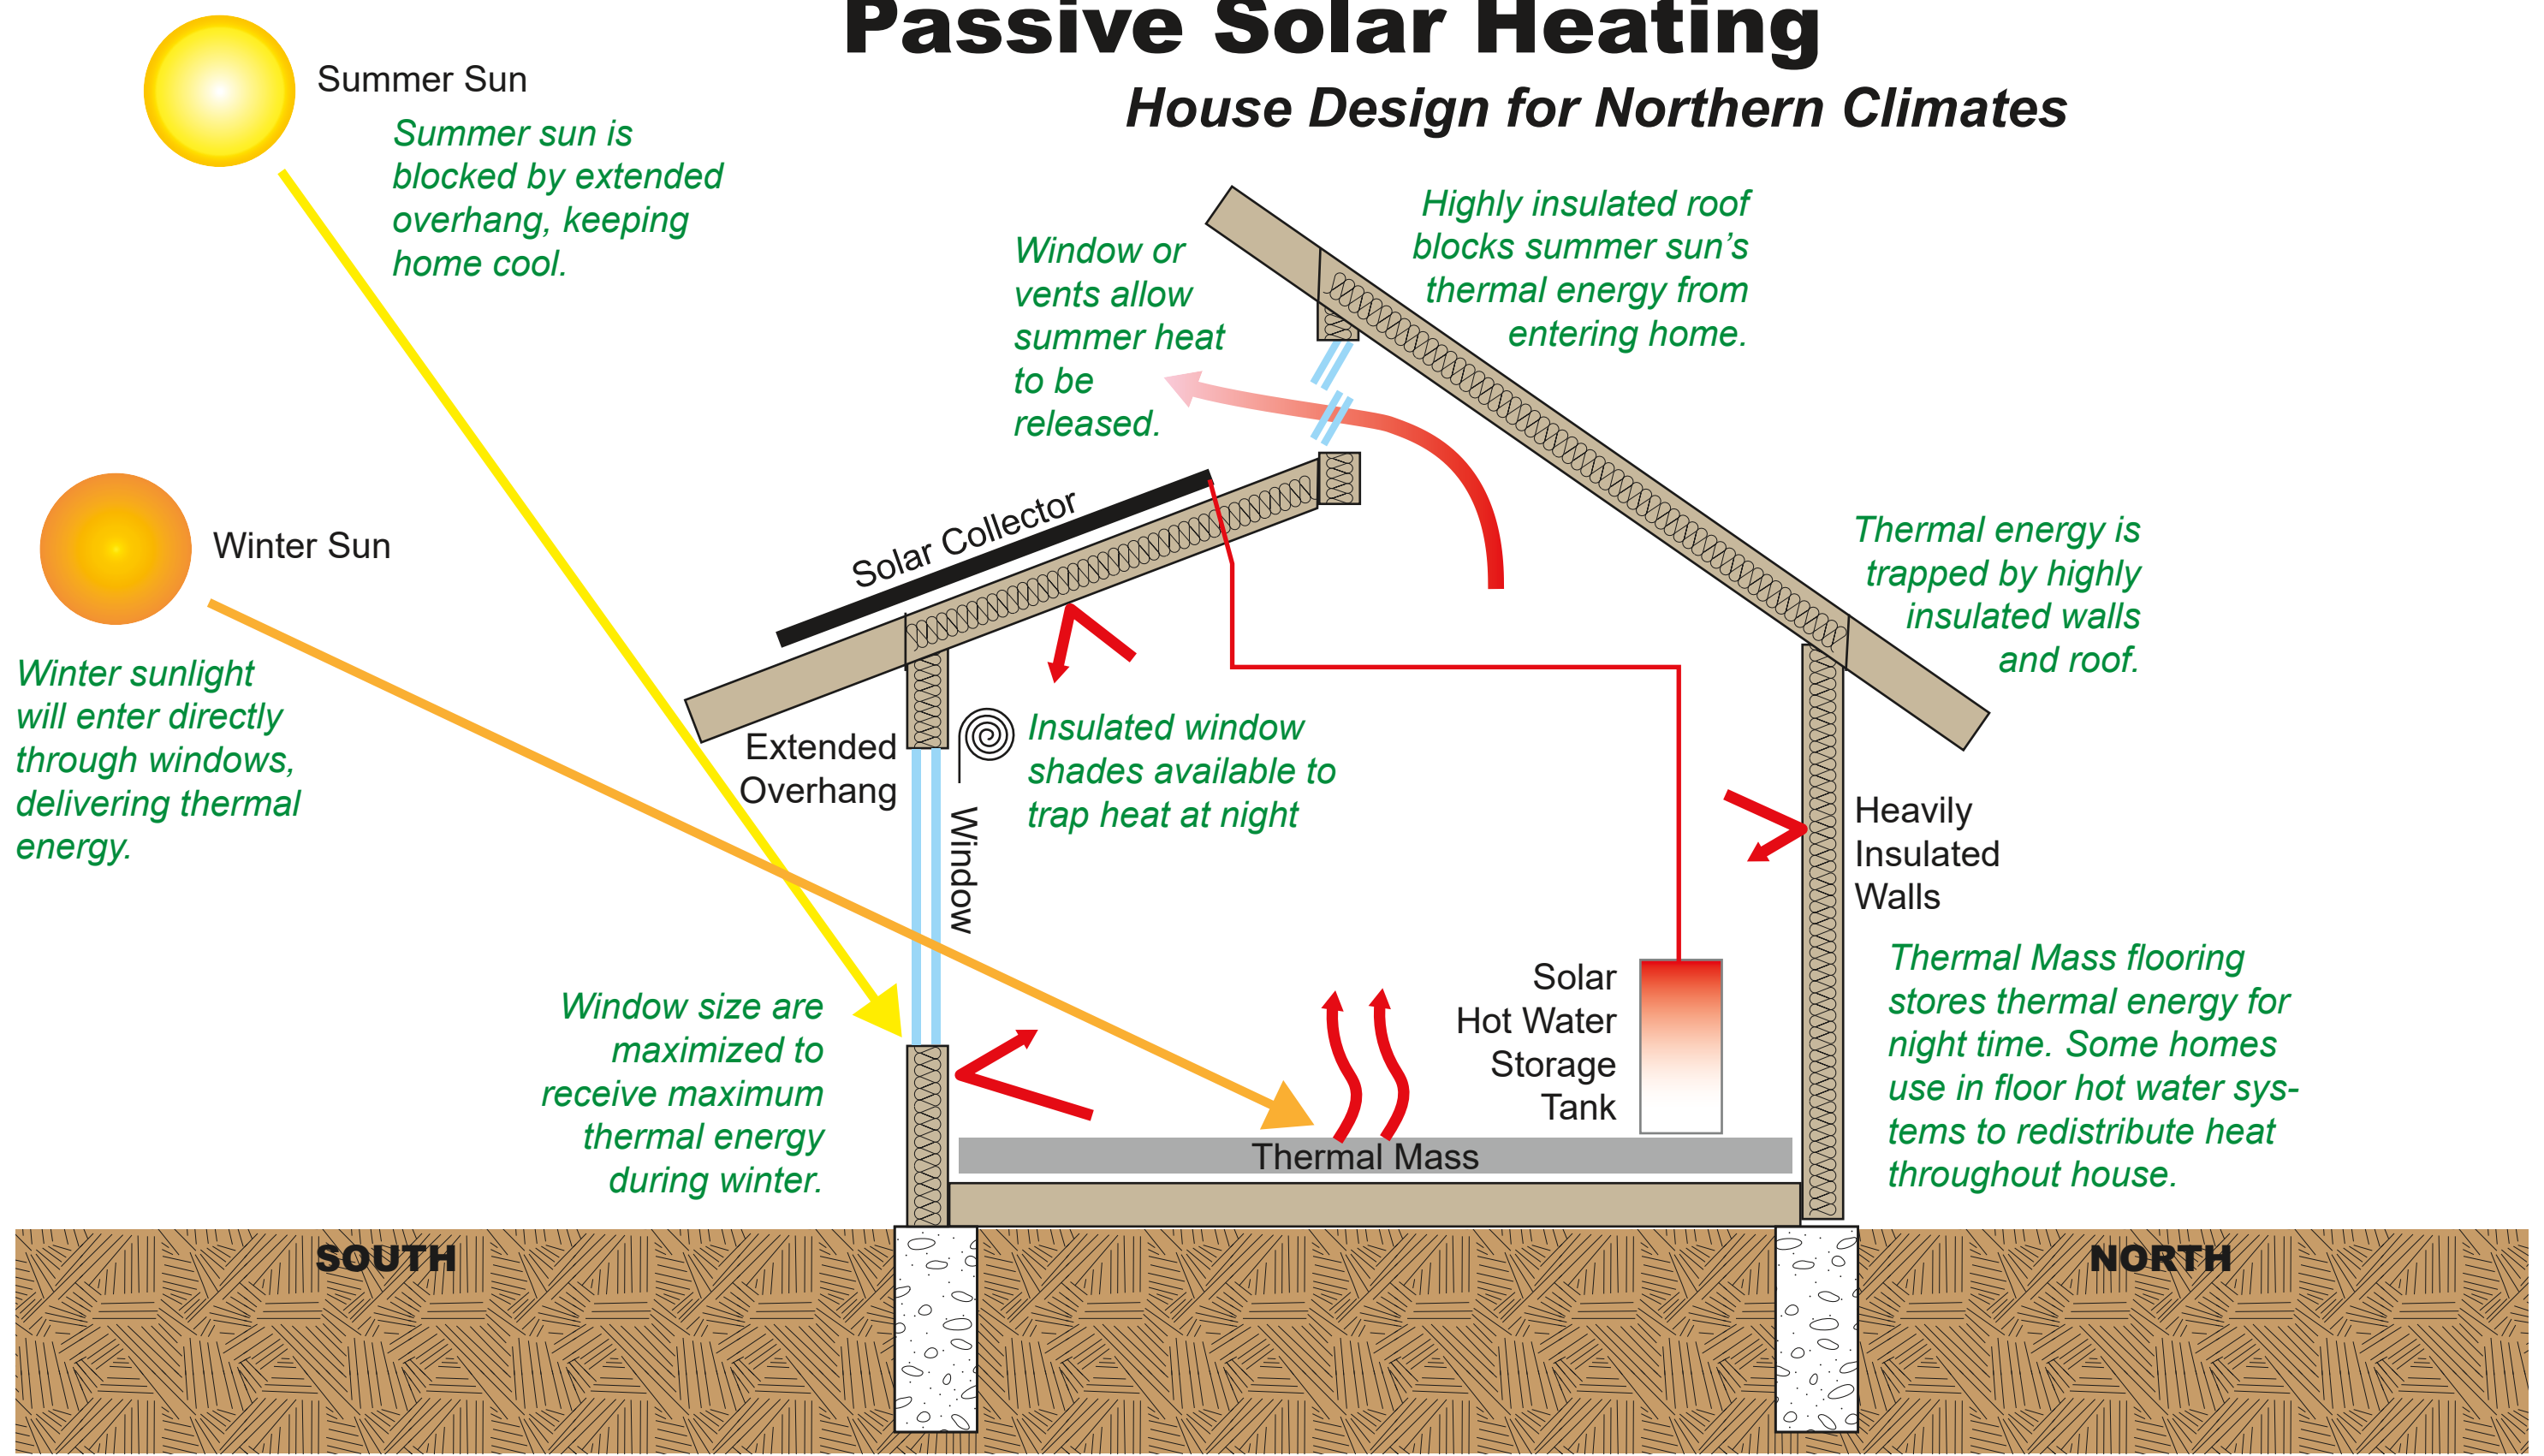 Passive Solar Heating
House Design for Northern Climates
Summer Sun
Summer sun is
blocked by extended
overhang, keeping
home cool.
Window or
vents allow
summer heat
to be
released.
Highly insulated roof
blocks summer sun’s
thermal energy from
entering home.
Solar Collector
Winter Sun
Winter sunlight
will enter directly
through windows,
delivering thermal
energy.
Thermal energy is
trapped by highly
insulated walls
and roof.
Extended
Overhang
Insulated window
shades available to
trap heat at night
Window
Heavily
Insulated
Walls
Window size are
maximized to
receive maximum
thermal energy
during winter.
Solar
Hot Water
Storage
Tank
Thermal Mass flooring
stores thermal energy for
night time. Some homes
use in floor hot water sys-
tems to redistribute heat
throughout house.
Thermal Mass
SOUTH
NORTH